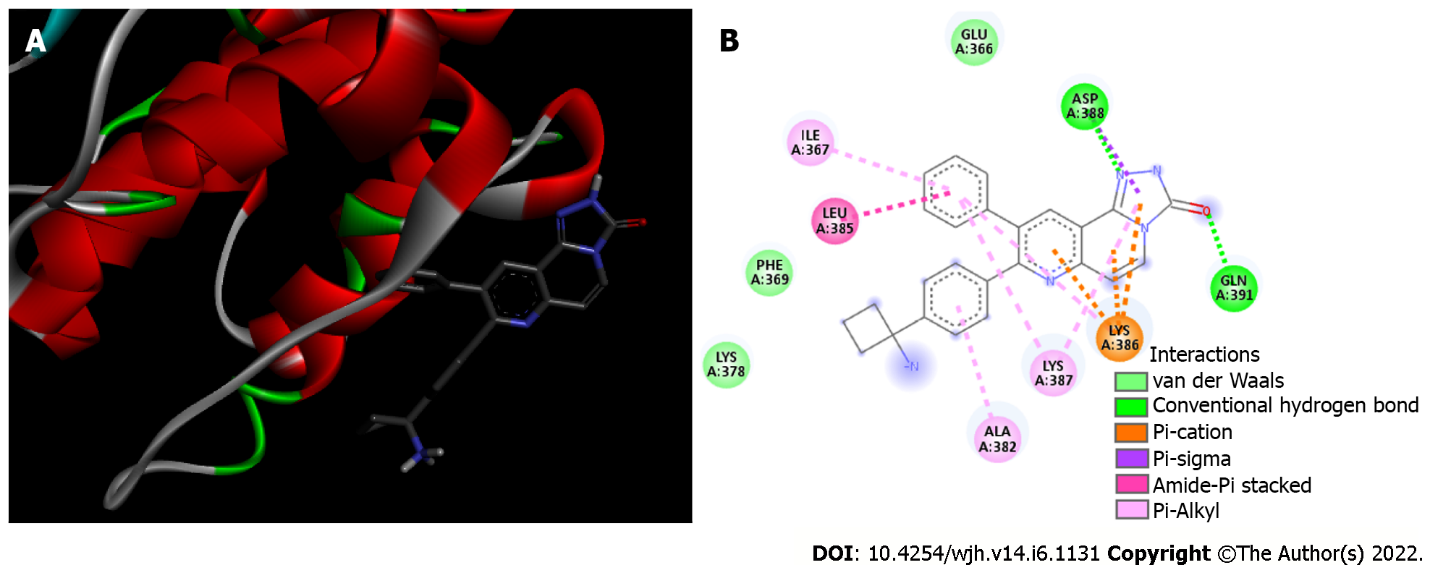 A
B
GLU
A:366
ASP
A:388
ILE
A:367
N
N
LEU
A:385
O
N
PHE
A:369
N
GLN
A:391
LYS
A:386
LYS
A:378
N
LYS
A:387
ALA
A:382
Interactions
van der Waals
Conventional hydrogen bond
Pi-cation
Pi-sigma
Amide-Pi stacked
Pi-Alkyl
DOI: 10.4254/wjh.v14.i6.1131 Copyright ©The Author(s) 2022.